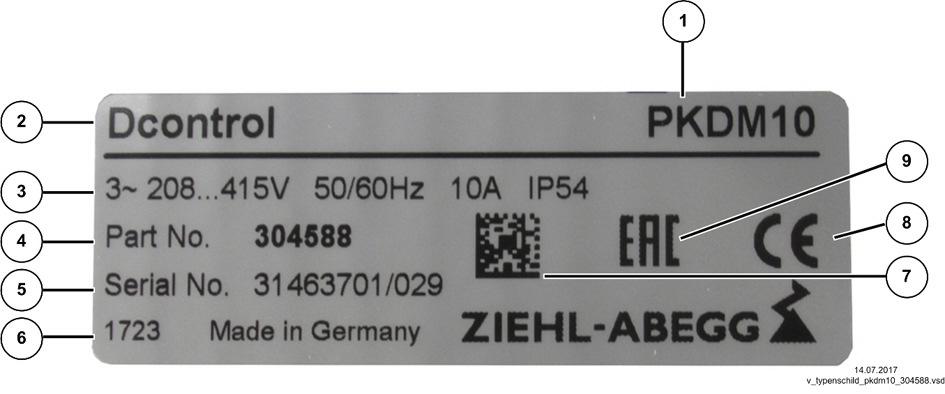 1
2
Dcontrol PKDM10
9
3
3~ 208...415V 50/60Hz 10A IP54
4
Part No. 304588
EAC CE
8
5
Serial No. 31463701/029
7
6
1723 Made in Germany ZIEHL-ABEGG
14.07.2017
v_typenschild_pkdm10_304588.vsd